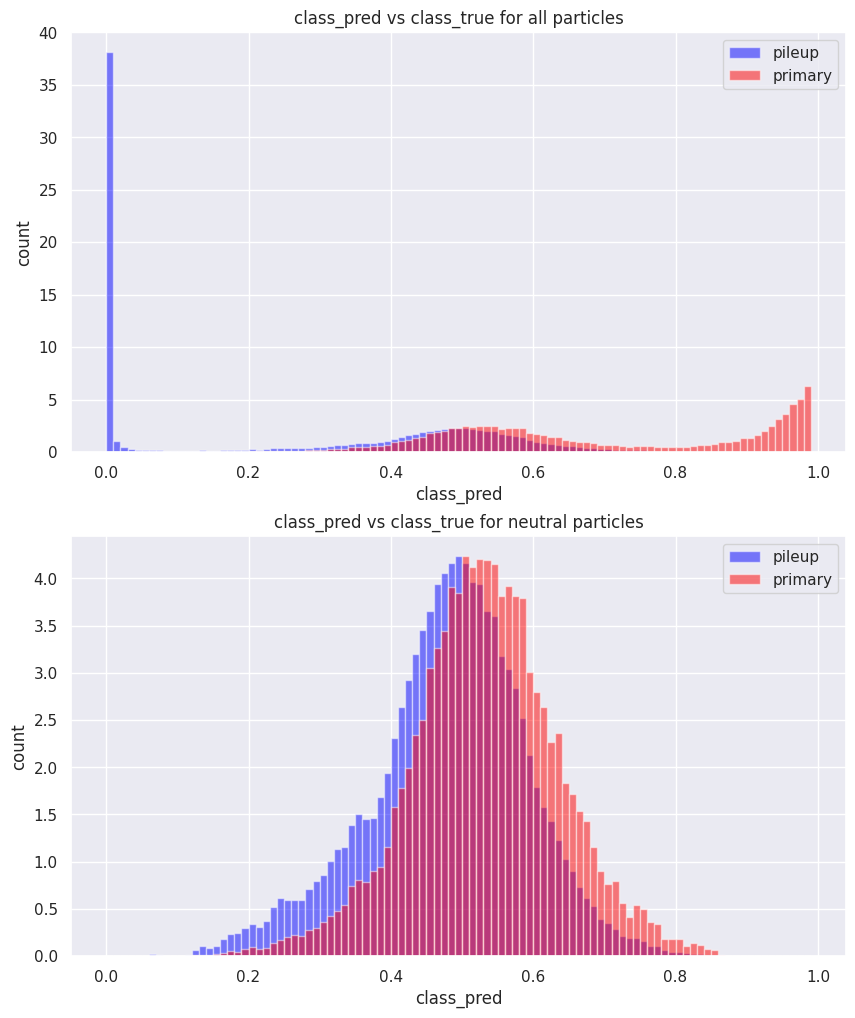 class_pred vs class_true for all particles
40
35
30
25
20
15
10
5
0
count
pileup
primary
0.0 0.2 0.4 0.6 0.8 1.0
class_pred
class_pred vs class_true for neutral particles
4.0
3.5
3.0
2.5
2.0
1.5
1.0
0.5
0.0
count
pileup
primary
0.0 0.2 0.4 0.6 0.8 1.0
class_pred